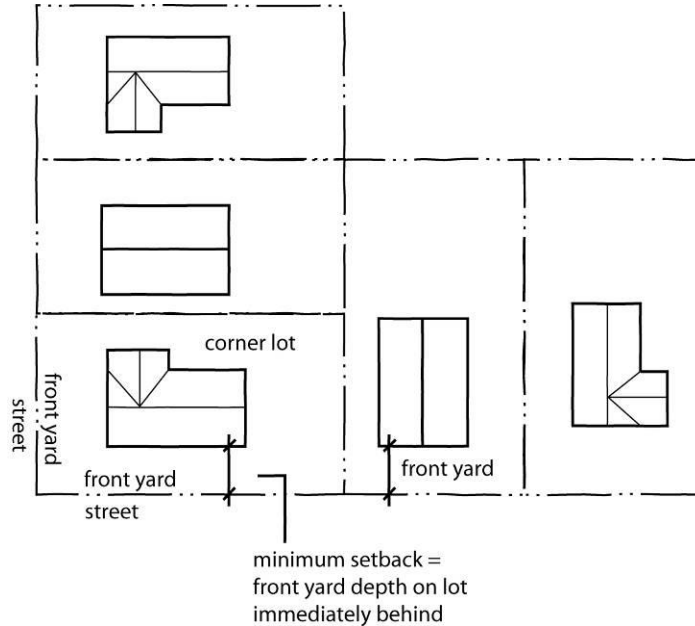 corner lot
front yard
street
front yard
street
front yard
minimum setback =
front yard depth on lot
immediately behind